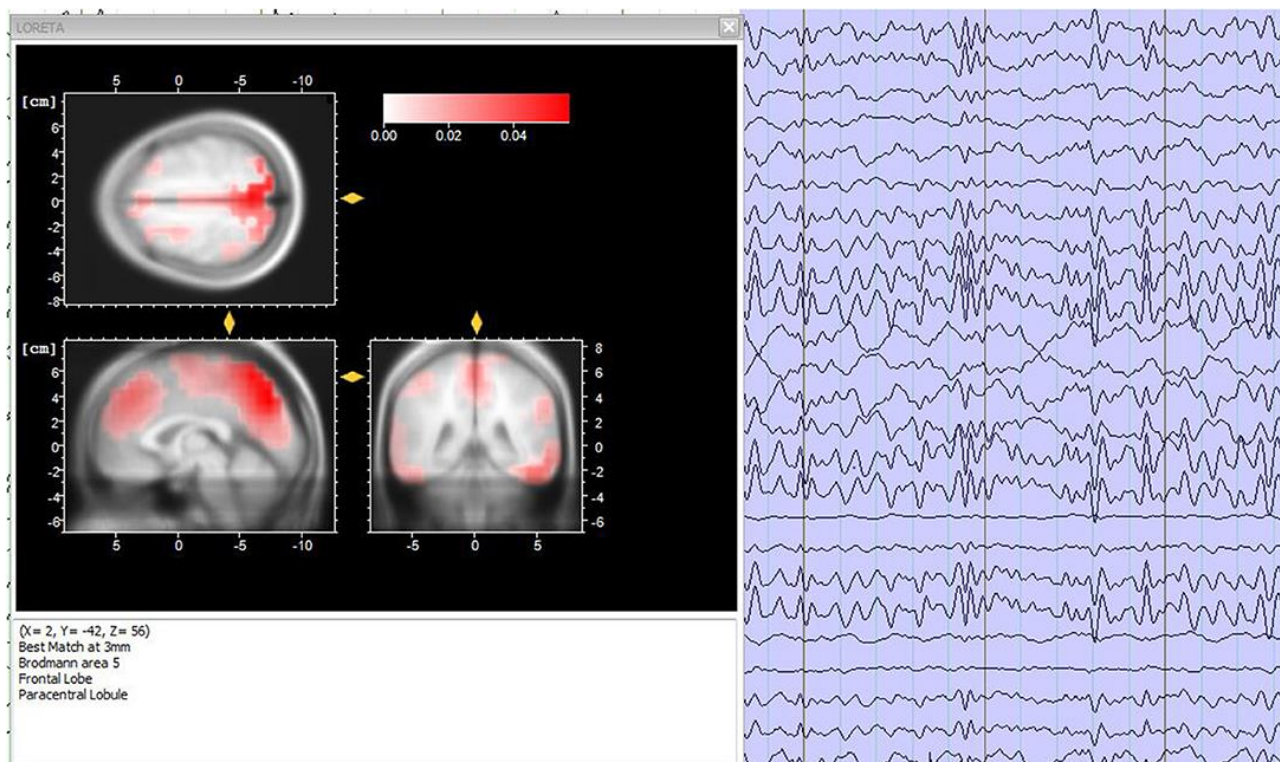 LORETA
5 0 -5 -10
[cm]
6
4
2
0
-2
-4
-6
-8
0.00 0.02 0.04
[cm]
6
4
2
0
-2
-4
-6
5 0 -5 -10
8
6
4
2
0
-2
-4
-6
-5 0 5
(X= 2, Y= -42, Z= 56)
Best Match at 3mm
Brodmann area 5
Frontal Lobe
Paracentral Lobule